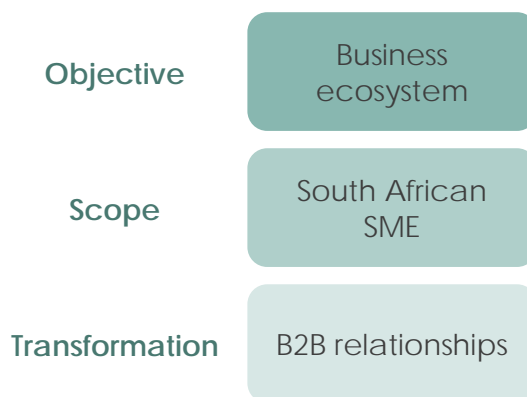 Objective
Business
ecosystem
Scope
South African
SME
Transformation
B2B relationships